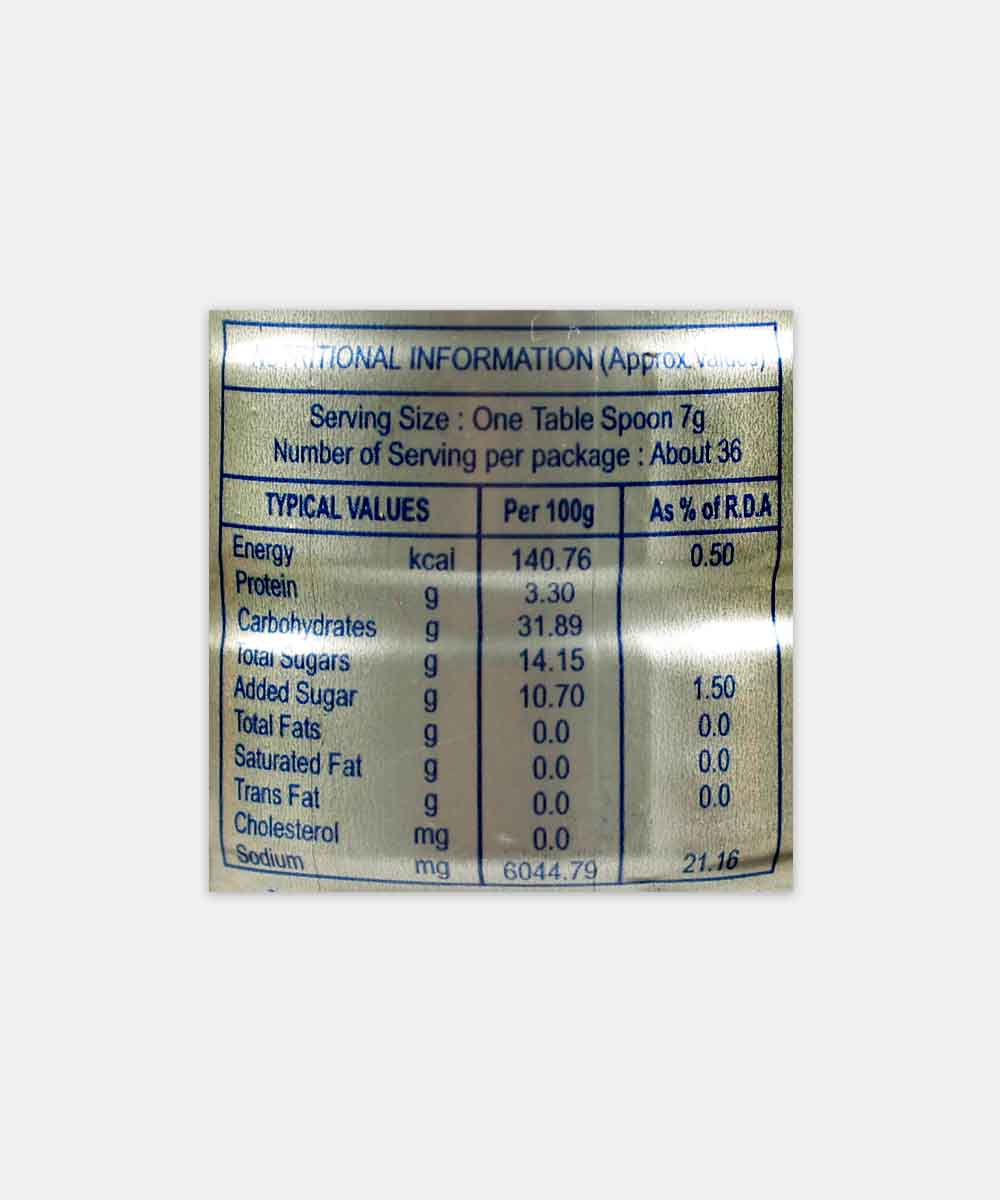 NUTRITIONAL INFORMATION (Approx. Values)
Serving Size : One Table Spoon 7g
Number of Serving per package : About 36
TYPICAL VALUES Per 100g As % of R.D.A
Energy kcal 140.76 0.50
Protein g 3.30
Carbohydrates g 31.89
Total Sugars g 14.15
Added Sugar g 10.70 1.50
Total Fats g 0.0 0.0
Saturated Fat g 0.0 0.0
Trans Fat g 0.0 0.0
Cholesterol mg 0.0
Sodium mg 6044.79 21.16